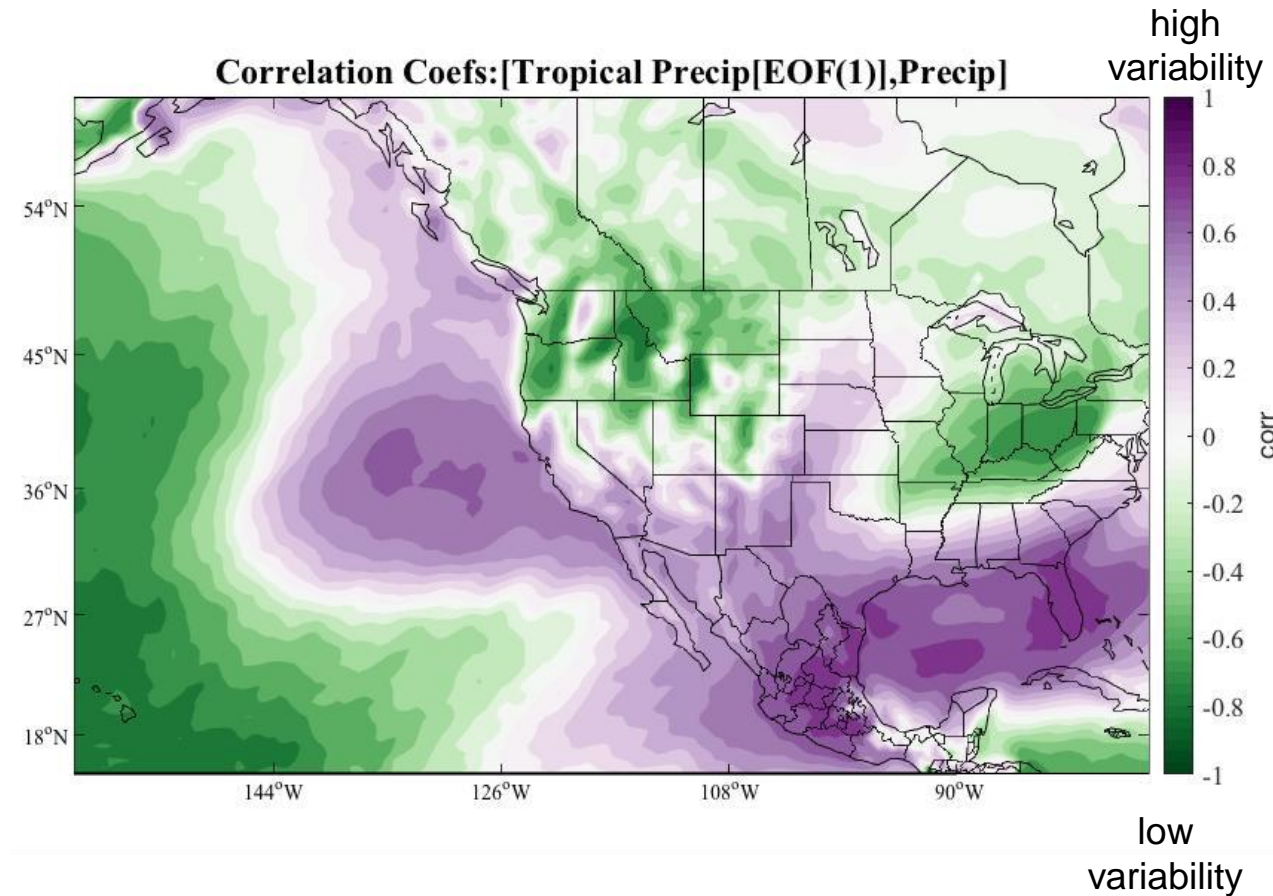 high
variability
Correlation Coefs:[Tropical Precip[EOF(1)],Precip]
1
0.8
0.6
0.4
0.2
0
-0.2
-0.4
-0.6
-0.8
-1
corr
54°N
45°N
36°N
27°N
18°N
144°W
126°W
108°W
90°W
low
variability